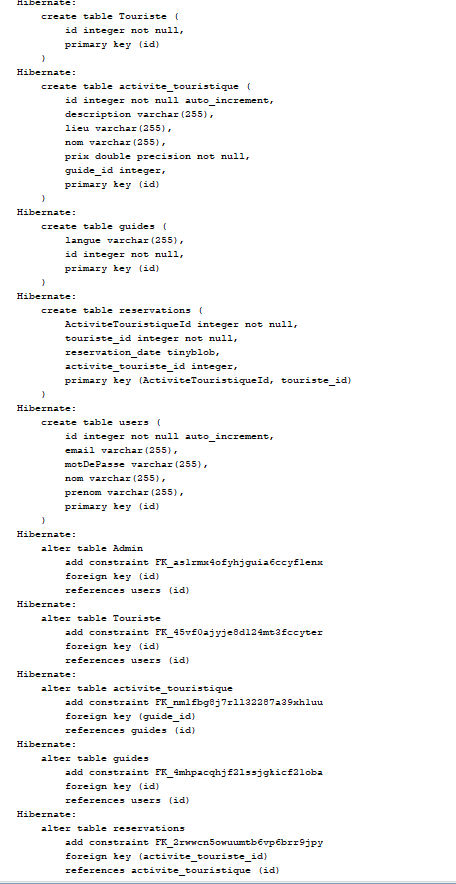 Hibernate:
create table Touriste (
id integer not null,
primary key (id)
)
Hibernate:
create table activite_touristique (
id integer not null auto_increment,
description varchar(255),
lieu varchar(255),
nom varchar(255),
prix double precision not null,
guide_id integer,
primary key (id)
)
Hibernate:
create table guides (
langue varchar(255),
id integer not null,
primary key (id)
)
Hibernate:
create table reservations (
ActiviteTouristiqueId integer not null,
touriste_id integer not null,
reservation_date tinyblob,
activite_touriste_id integer,
primary key (ActiviteTouristiqueId, touriste_id)
)
Hibernate:
create table users (
id integer not null auto_increment,
email varchar(255),
motDePasse varchar(255),
nom varchar(255),
prenom varchar(255),
primary key (id)
)
Hibernate:
alter table Admin
add constraint
foreign key (id)
references users (id)
Hibernate:
alter table Touriste
add constraint
foreign key (id)
references users (id)
Hibernate:
alter table activite_touristique
add constraint
foreign key (guide_id)
references guides (id)
Hibernate:
alter table guides
add constraint
foreign key (id)
references users (id)
Hibernate:
alter table reservations
add constraint
foreign key (activite_touriste_id)
references activite_touristique (id)